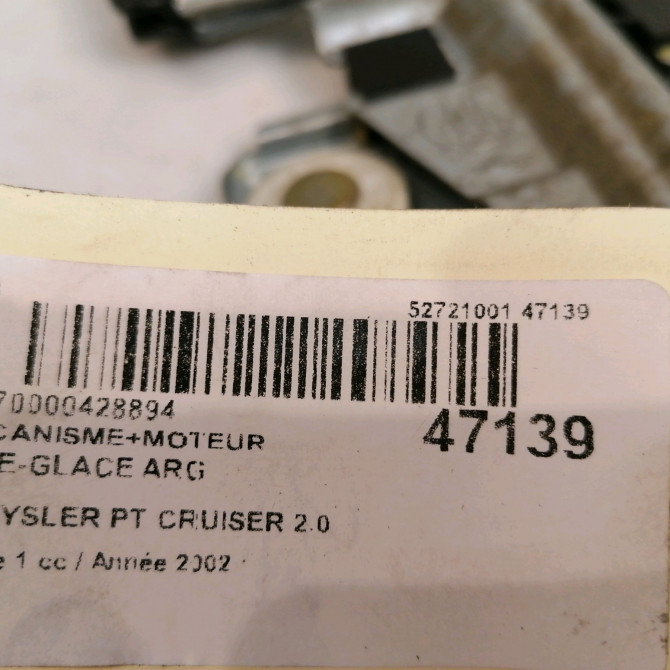 52721001 47139
70000428894
47139
CANISME+MOTEUR
E-GLACE ARG
YSLER PT CRUISER 2.0
e 1 cc / Année 2002